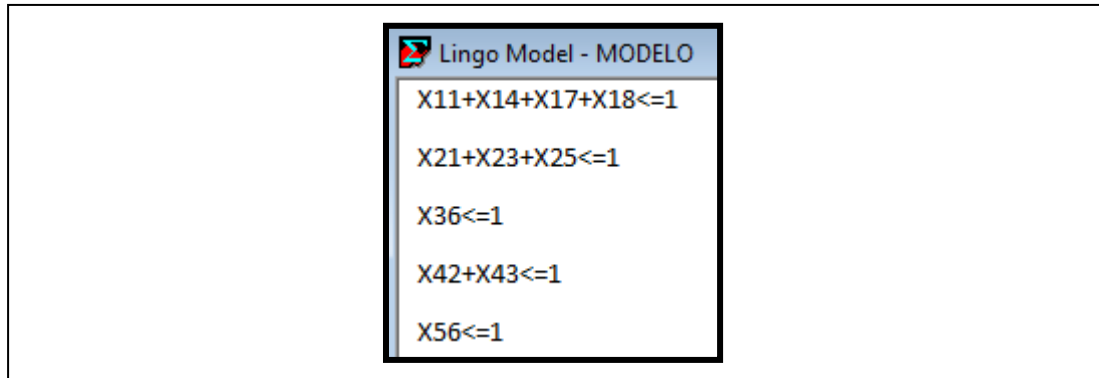 Lingo Model - MODELO
X11+X14+X17+X18<=1
X21+X23+X25<=1
X36<=1
X42+X43<=1
X56<=1